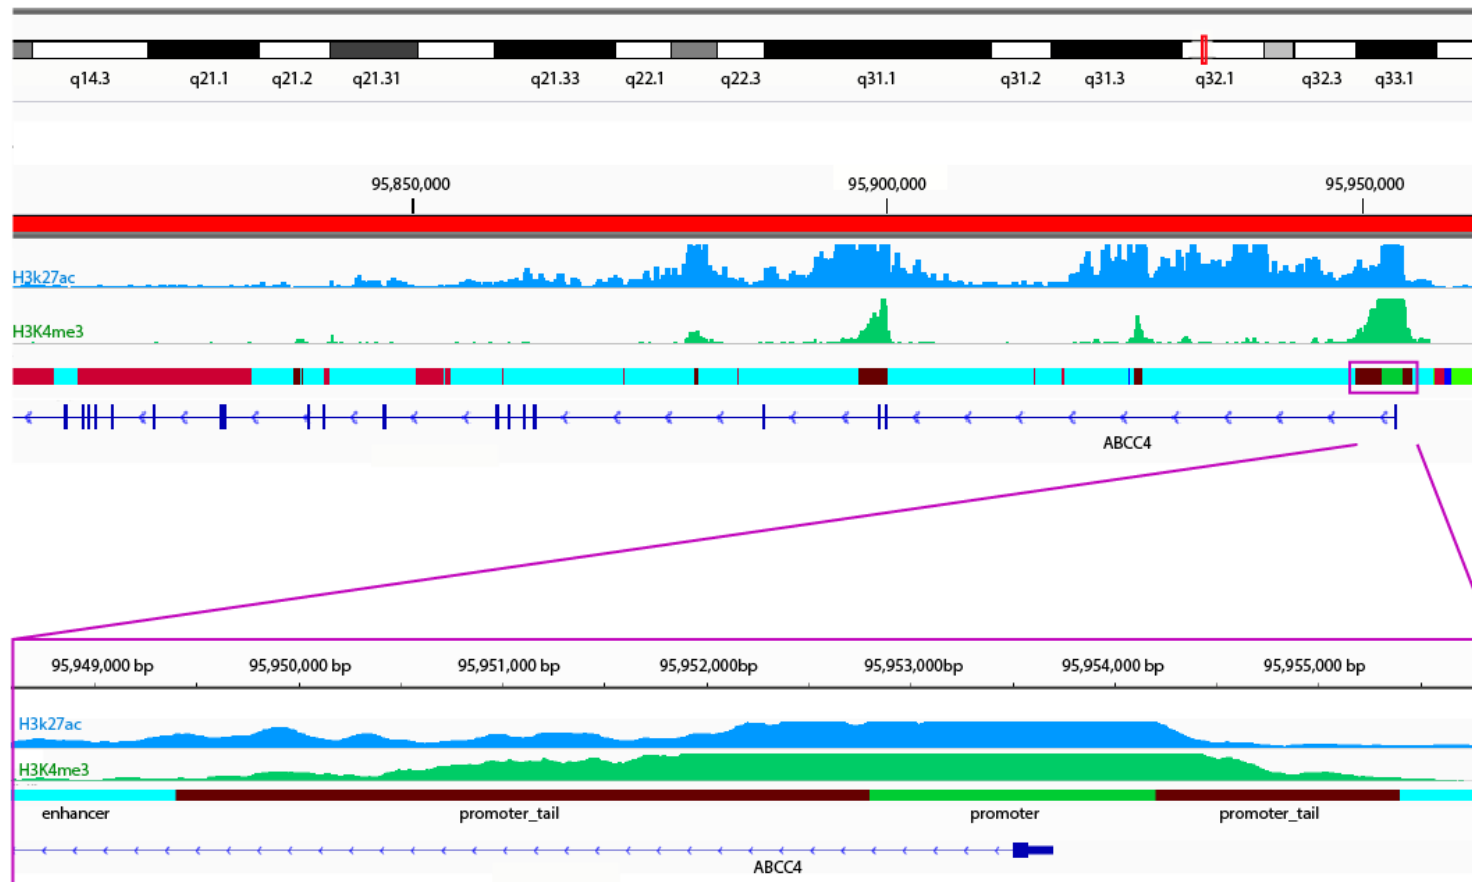 q14.3 q21.1 q21.2 q21.31 q21.33 q22.1 q22.3 q31.1 q31.2 q31.3 q32.1 q32.3 q33.1
95,850,000 95,900,000 95,950,000
H3k27ac
H3K4me3
ABCC4
95,949,000 bp 95,950,000 bp 95,951,000 bp 95,952,000bp 95,953,000bp 95,954,000bp 95,955,000 bp
H3k27ac
H3K4me3
enhancer promoter_tail promoter promoter_tail
ABCC4